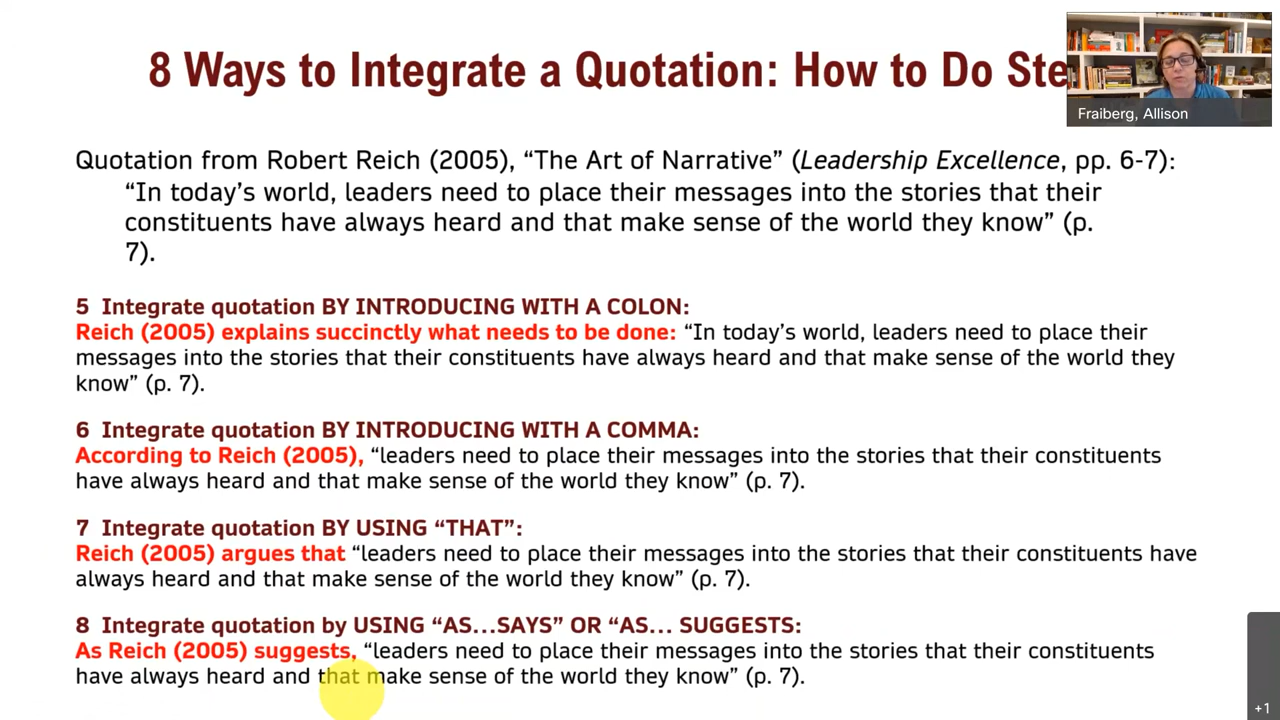 8 Ways to Integrate a Quotation: How to Do Ste
Fraiberg, Allison
Quotation from Robert Reich (2005), “The Art of Narrative” (Leadership Excellence, pp. 6-7):
“In today’s world, leaders need to place their messages into the stories that their
constituents have always heard and that make sense of the world they know” (p.
7).
5 Integrate quotation BY INTRODUCING WITH A COLON:
Reich (2005) explains succinctly what needs to be done: “In today’s world, leaders need to place their
messages into the stories that their constituents have always heard and that make sense of the world they
know” (p. 7).
6 Integrate quotation BY INTRODUCING WITH A COMMA:
According to Reich (2005), “leaders need to place their messages into the stories that their constituents
have always heard and that make sense of the world they know” (p. 7).
7 Integrate quotation BY USING “THAT”:
Reich (2005) argues that “leaders need to place their messages into the stories that their constituents have
always heard and that make sense of the world they know” (p. 7).
8 Integrate quotation by USING “AS...SAYS” OR “AS... SUGGESTS:
As Reich (2005) suggests, “leaders need to place their messages into the stories that their constituents
have always heard and that make sense of the world they know” (p. 7).
+1